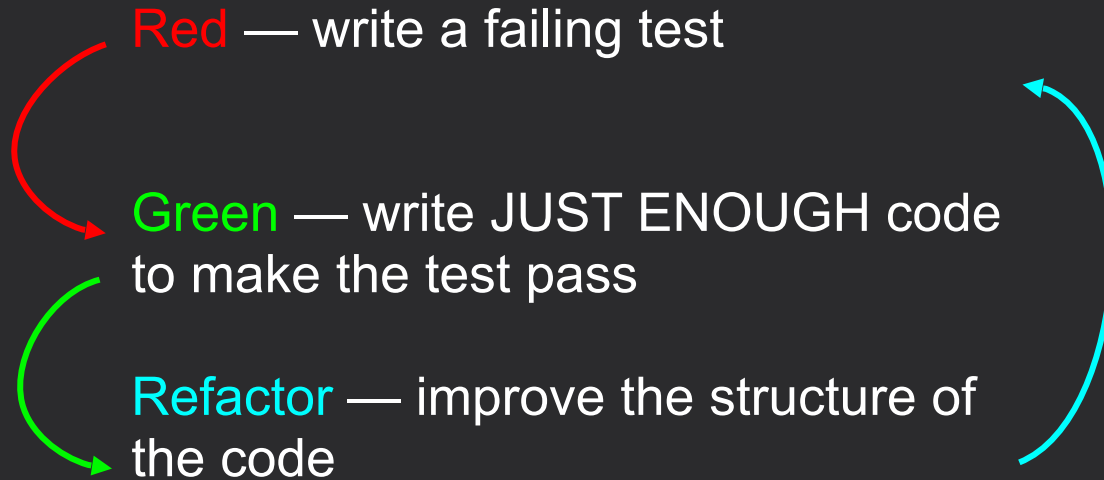 Red — write a failing test
Green — write JUST ENOUGH code
to make the test pass
Refactor — improve the structure of
the code